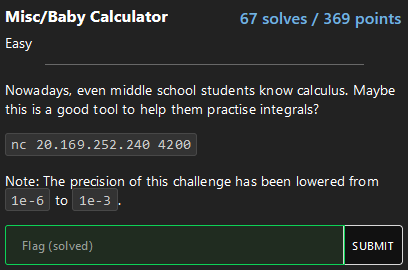 Misc/Baby Calculator 67 solves / 369 points
Easy
Nowadays, even middle school students know calculus. Maybe
this is a good tool to help them practise integrals?
nc 20.169.252.240 4200
Note: The precision of this challenge has been lowered from
1e-6 to 1e-3.
Flag (solved) SUBMIT